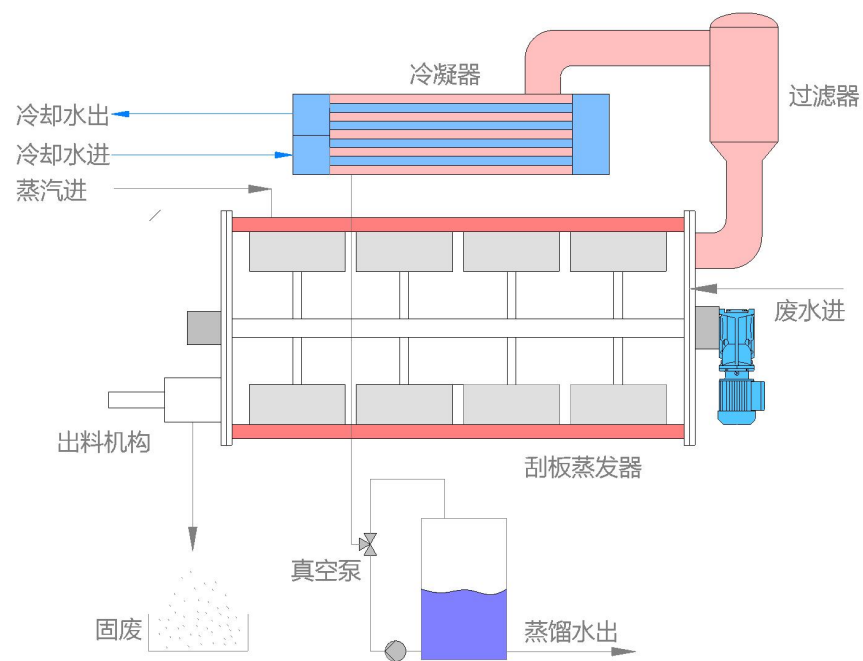 冷凝器
过滤器
冷却水出
冷却水进
蒸汽进
废水进
出料机构
刮板蒸发器
真空泵
固废
蒸馏水出